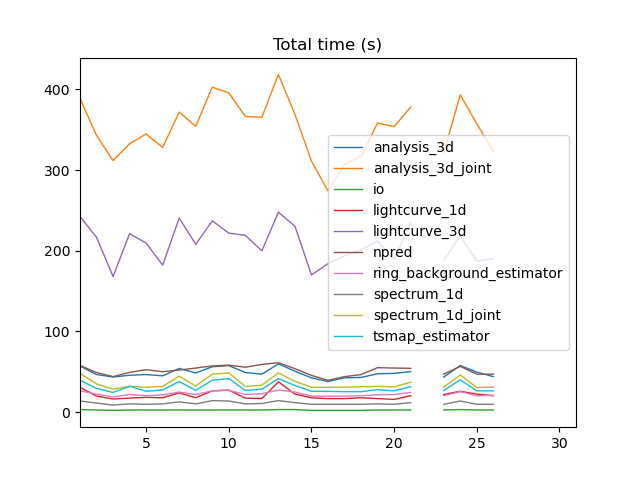 Total time (s)
400
300
200
100
0
5
10
15
20
25
30
analysis_3d
analysis_3d_joint
io
lightcurve_1d
lightcurve_3d
npred
ring_background_estimator
spectrum_1d
spectrum_1d_joint
tsmap_estimator